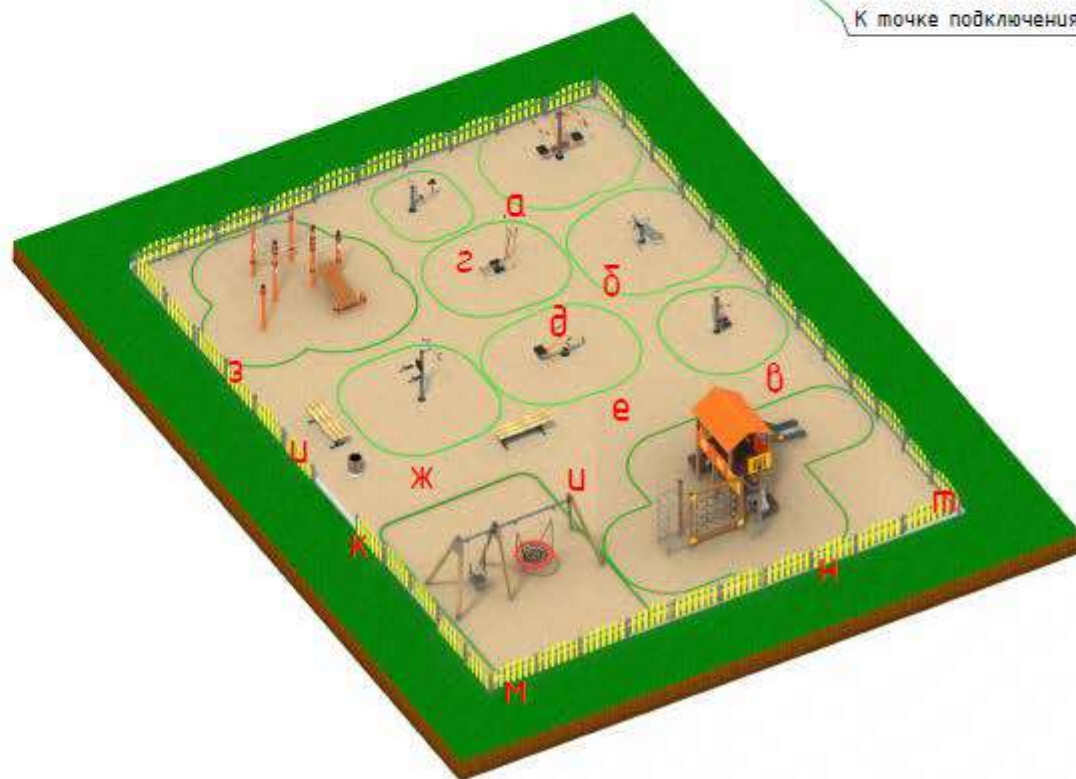 К точке подключения
а
г
б
д
з
в
е
и
ж
и
т
к
н
м